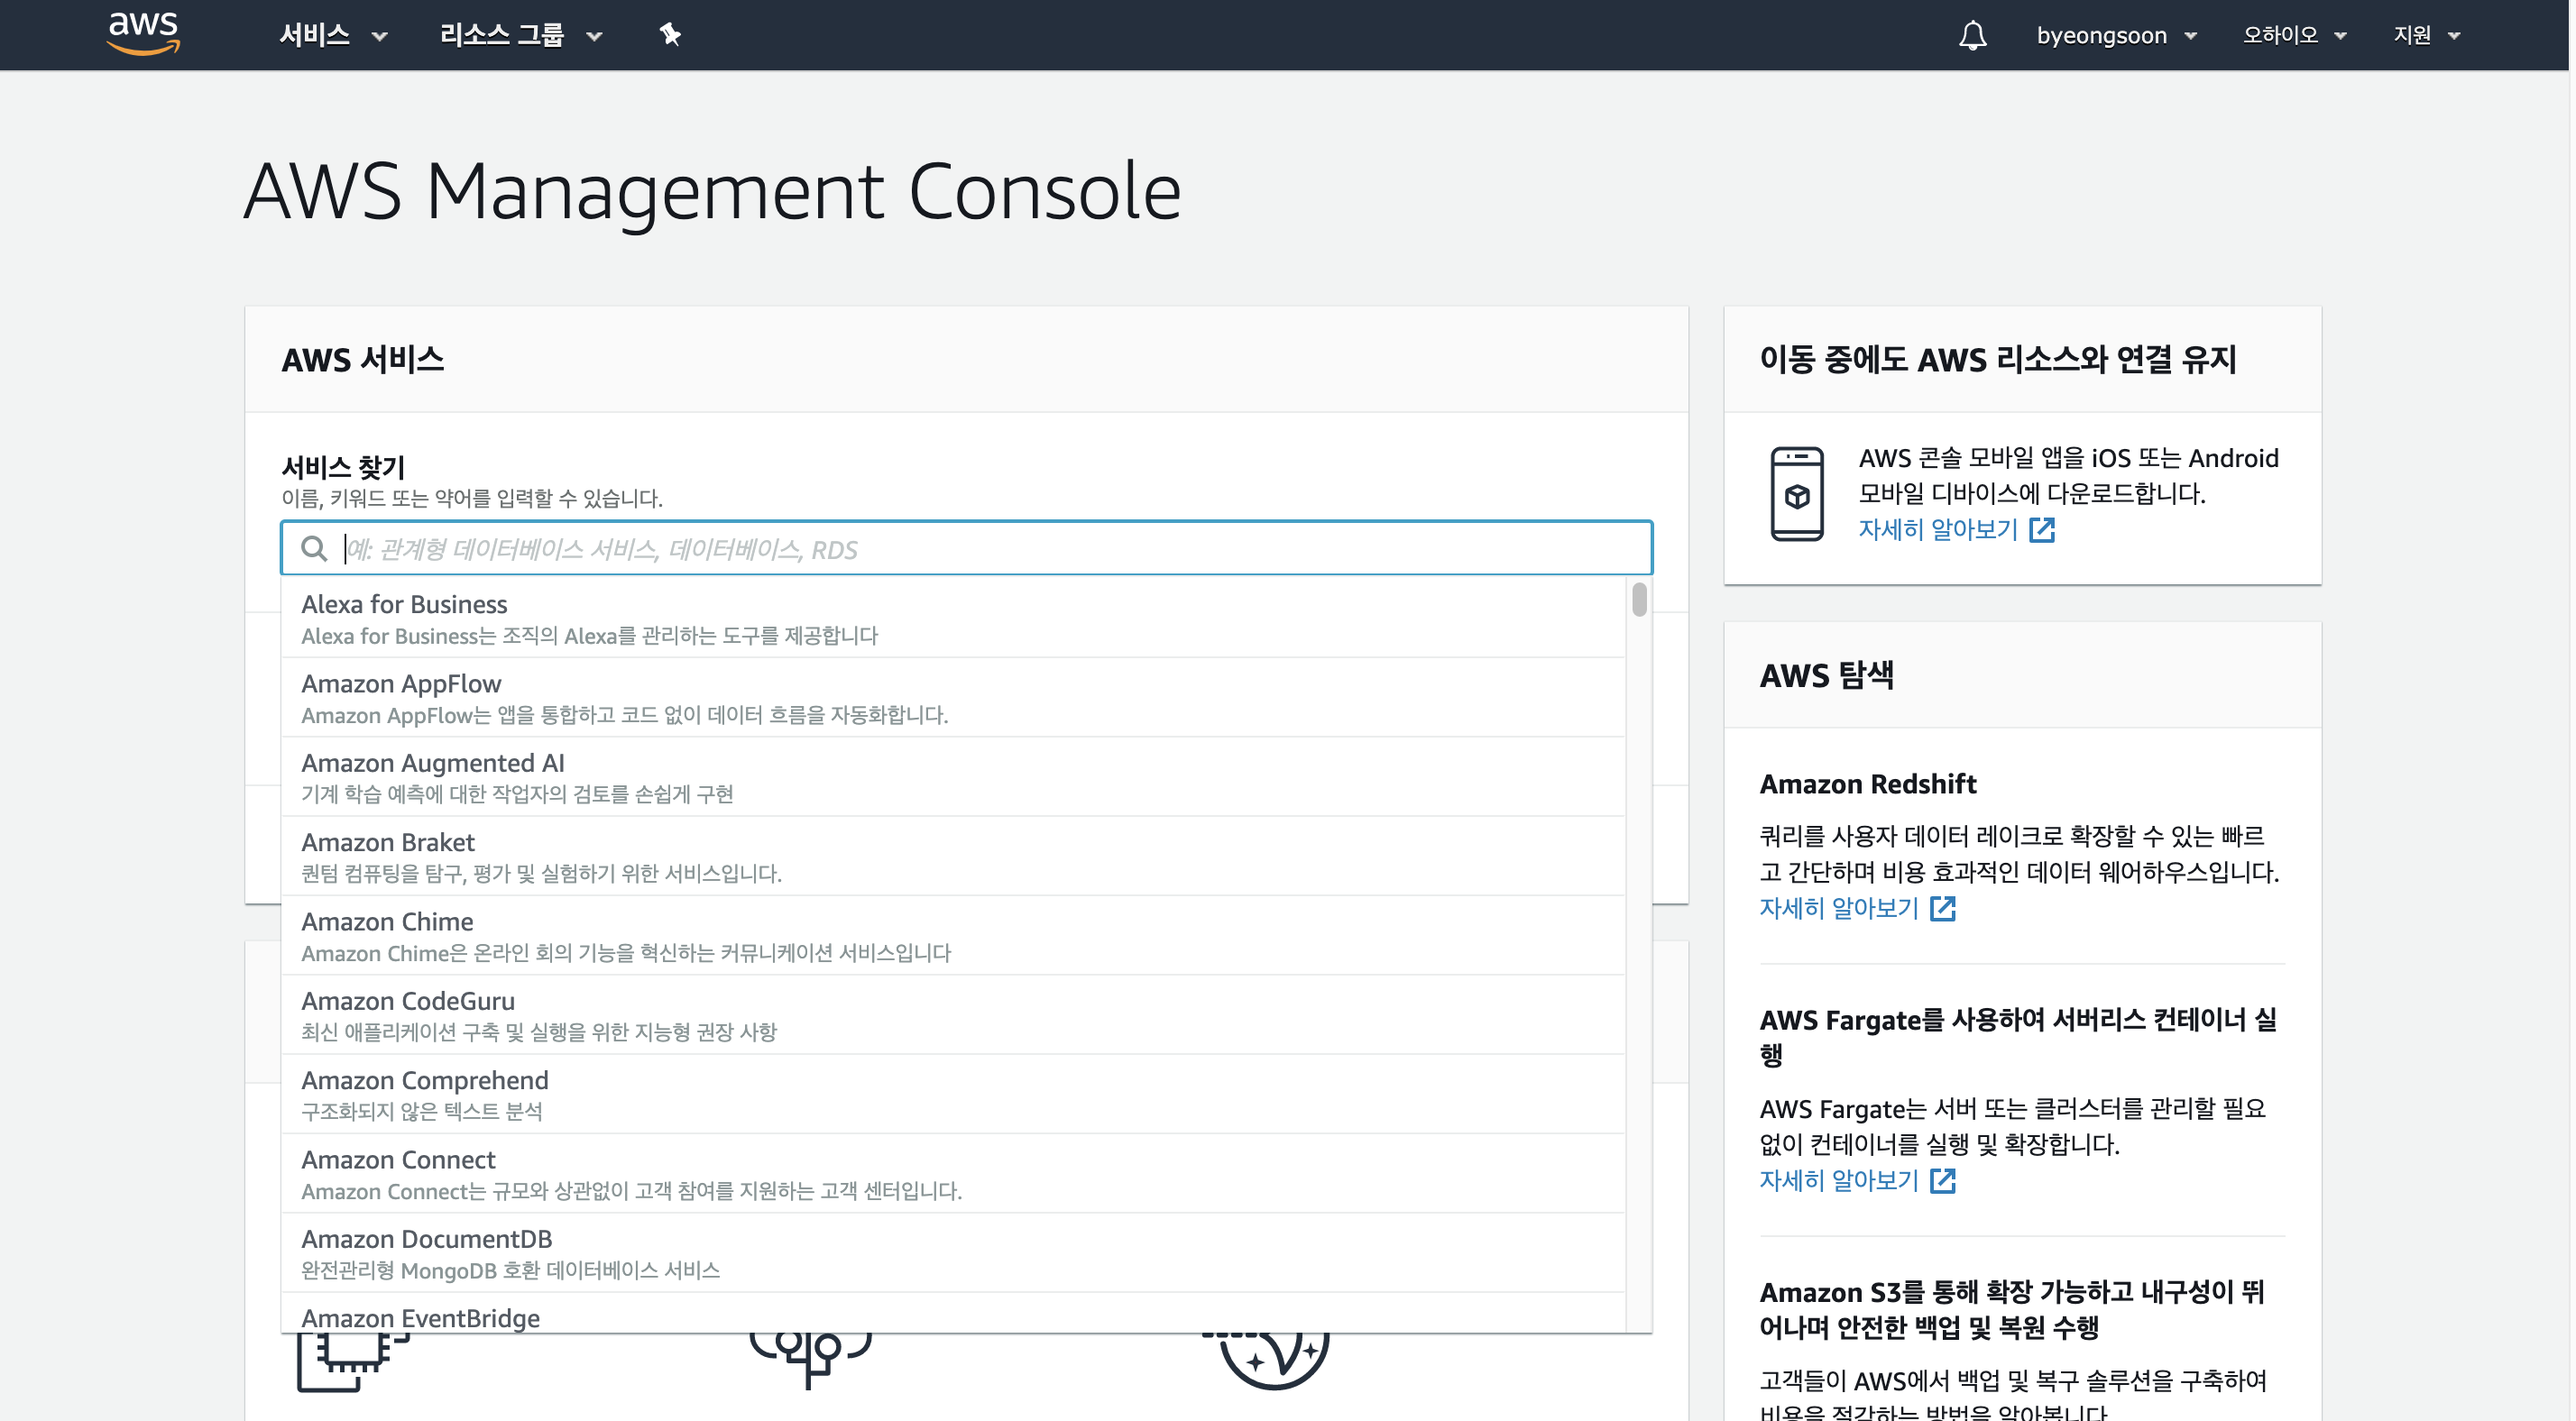 aws
서비스
리소스 그룹
byeongsoon
오하이오
지원
AWS Management Console
AWS 서비스
서비스 찾기
이름, 키워드 또는 약어를 입력할 수 있습니다.
예: 관계형 데이터베이스 서비스, 데이터베이스, RDS
Alexa for Business
Alexa for Business는 조직의 Alexa를 관리하는 도구를 제공합니다
Amazon AppFlow
Amazon AppFlow는 앱을 통합하고 코드 없이 데이터 흐름을 자동화합니다.
Amazon Augmented AI
기계 학습 예측에 대한 작업자의 검토를 손쉽게 구현
Amazon Braket
퀀텀 컴퓨팅을 탐구, 평가 및 실험하기 위한 서비스입니다.
Amazon Chime
Amazon Chime은 온라인 회의 기능을 혁신하는 커뮤니케이션 서비스입니다
Amazon CodeGuru
최신 애플리케이션 구축 및 실행을 위한 지능형 권장 사항
Amazon Comprehend
구조화되지 않은 텍스트 분석
Amazon Connect
Amazon Connect는 규모와 상관없이 고객 참여를 지원하는 고객 센터입니다.
Amazon DocumentDB
완전관리형 MongoDB 호환 데이터베이스 서비스
Amazon EventBridge
이동 중에도 AWS 리소스와 연결 유지
AWS 콘솔 모바일 앱을 iOS 또는 Android
모바일 디바이스에 다운로드합니다.
자세히 알아보기
AWS 탐색
Amazon Redshift
쿼리를 사용자 데이터 레이크로 확장할 수 있는 빠르
고 간단하며 비용 효과적인 데이터 웨어하우스입니다.
자세히 알아보기
AWS Fargate를 사용하여 서버리스 컨테이너 실
행
AWS Fargate는 서버 또는 클러스터를 관리할 필요
없이 컨테이너를 실행 및 확장합니다.
자세히 알아보기
Amazon S3를 통해 확장 가능하고 내구성이 뛰
어나며 안전한 백업 및 복원 수행
고객들이 AWS에서 백업 및 복구 솔루션을 구축하여
비용을 절감하는 방법을 알아봅니다